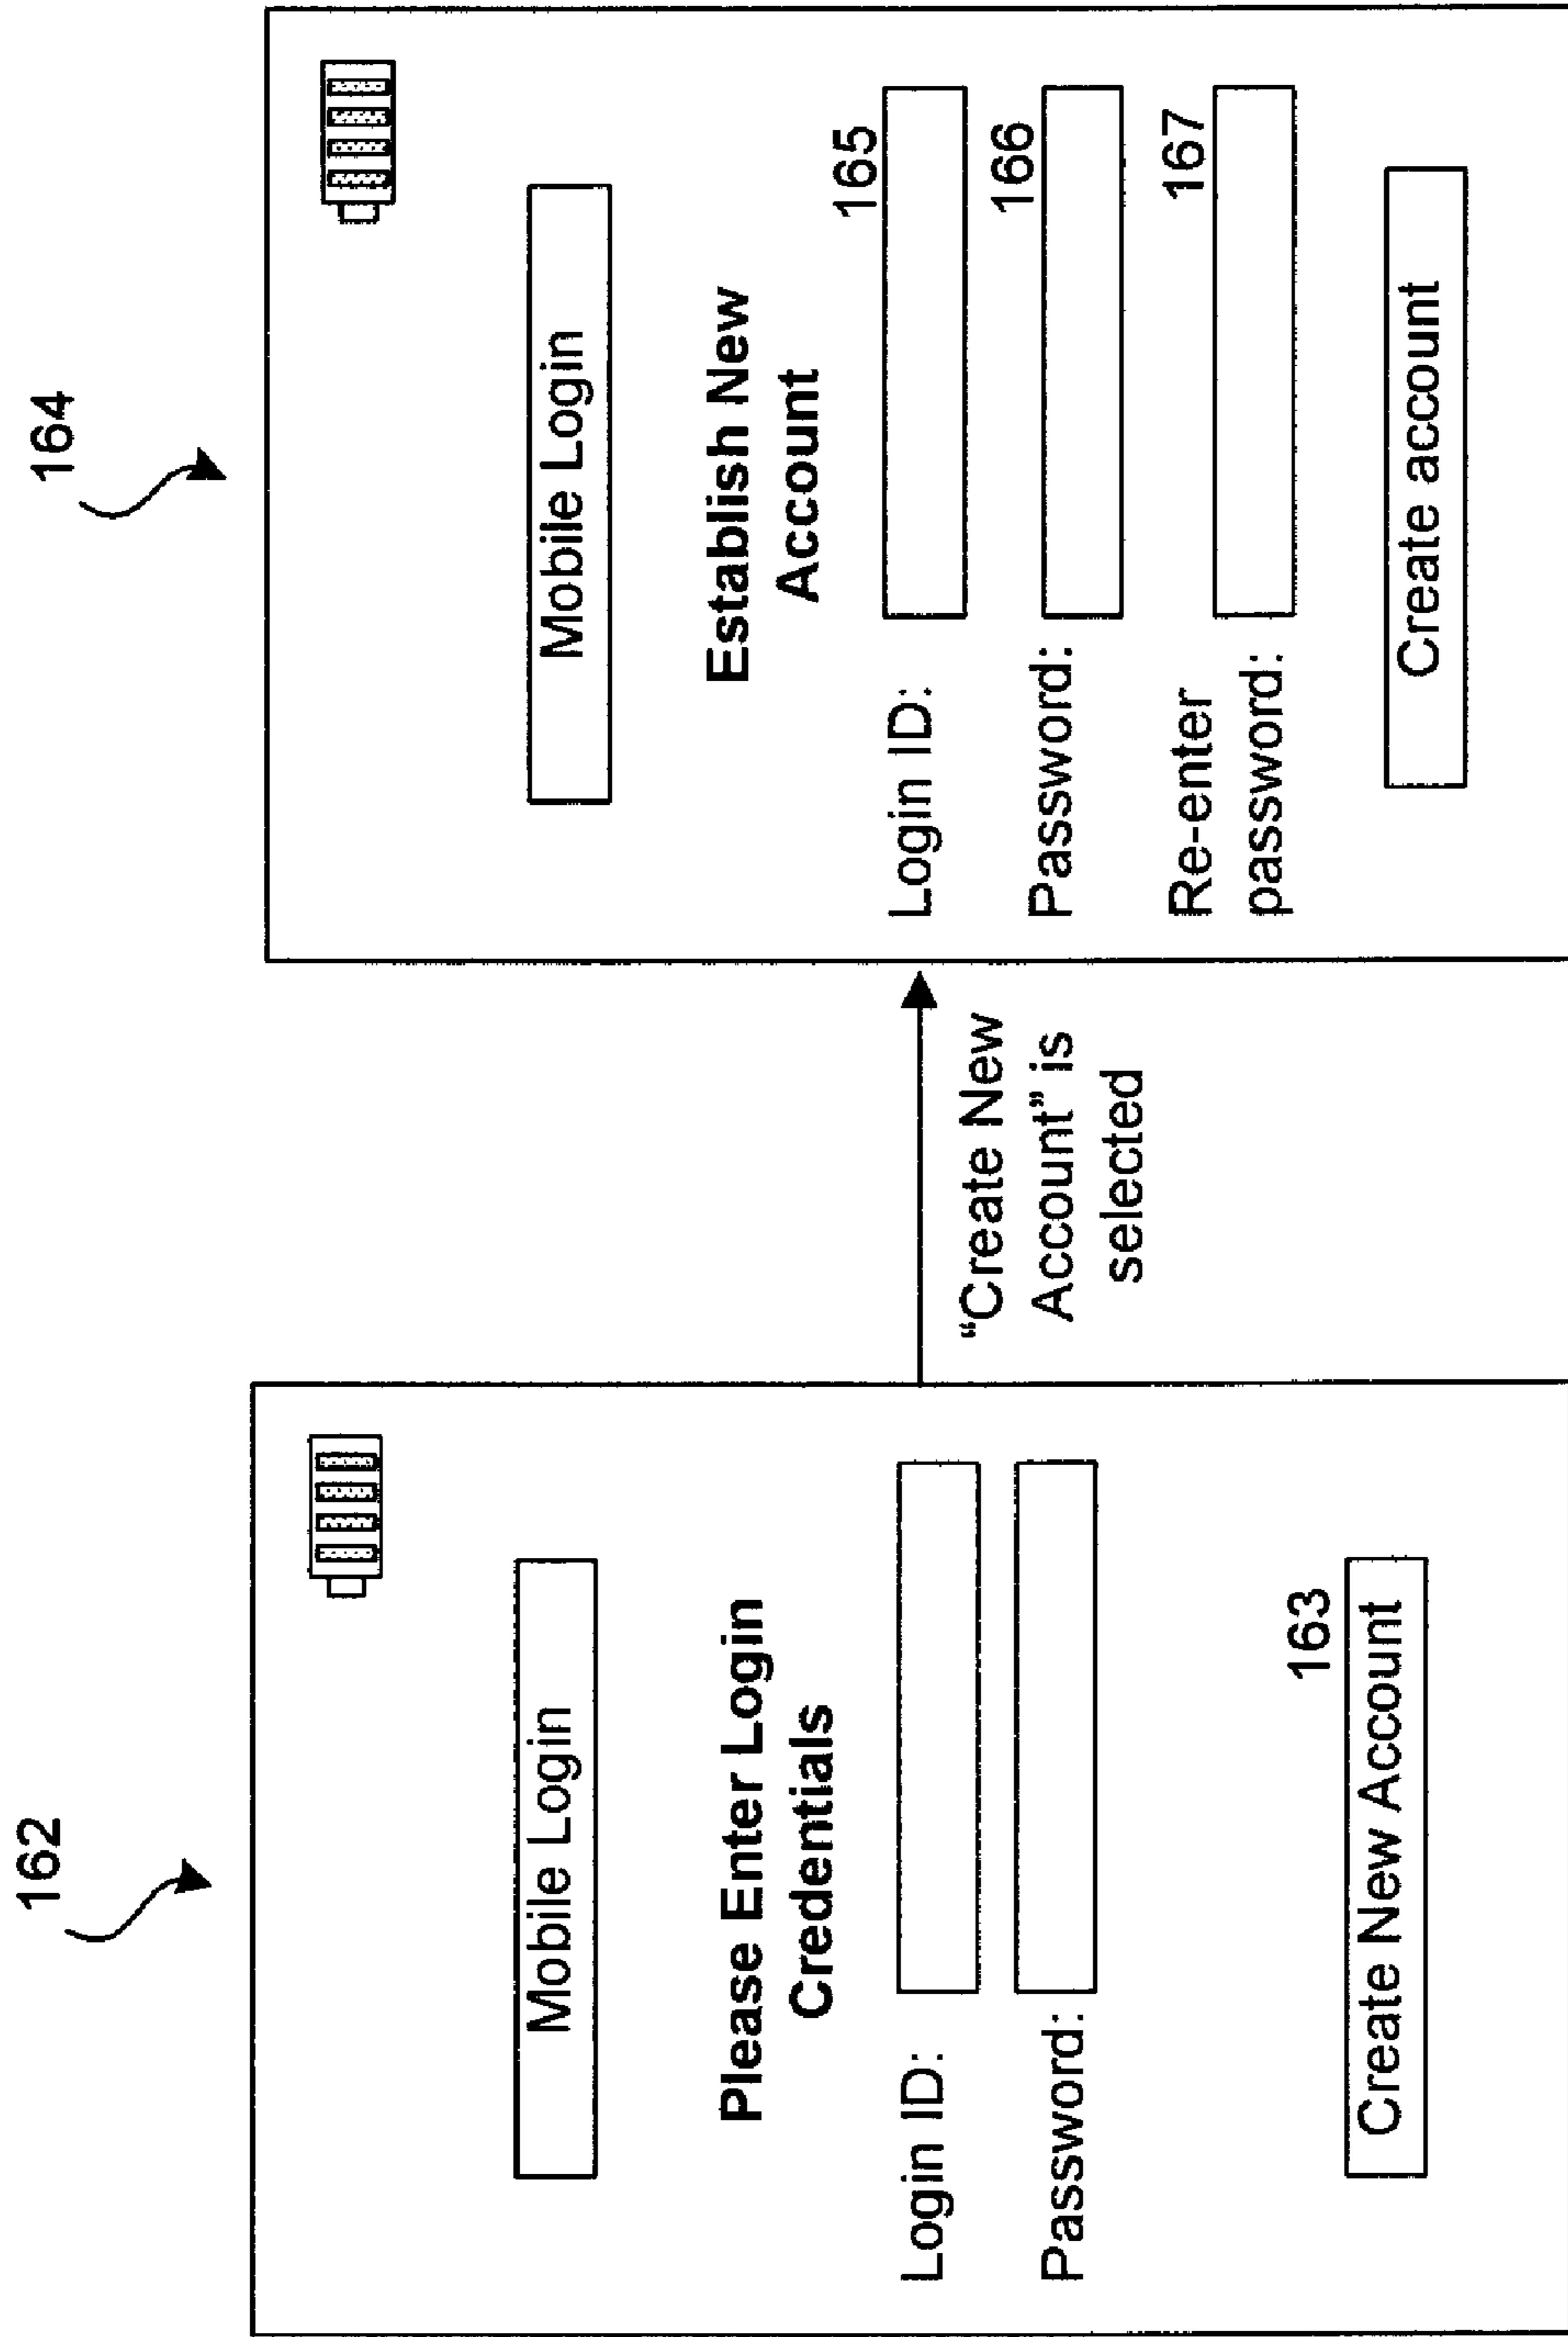 162
Mobile Login
Please Enter Login
Credentials
Login ID:
Password:
163
Create New Account
"Create New
Account" is
selected
164
Mobile Login
Establish New
Account
Login ID:
165
Password:
166
Re-enter
password:
167
Create account